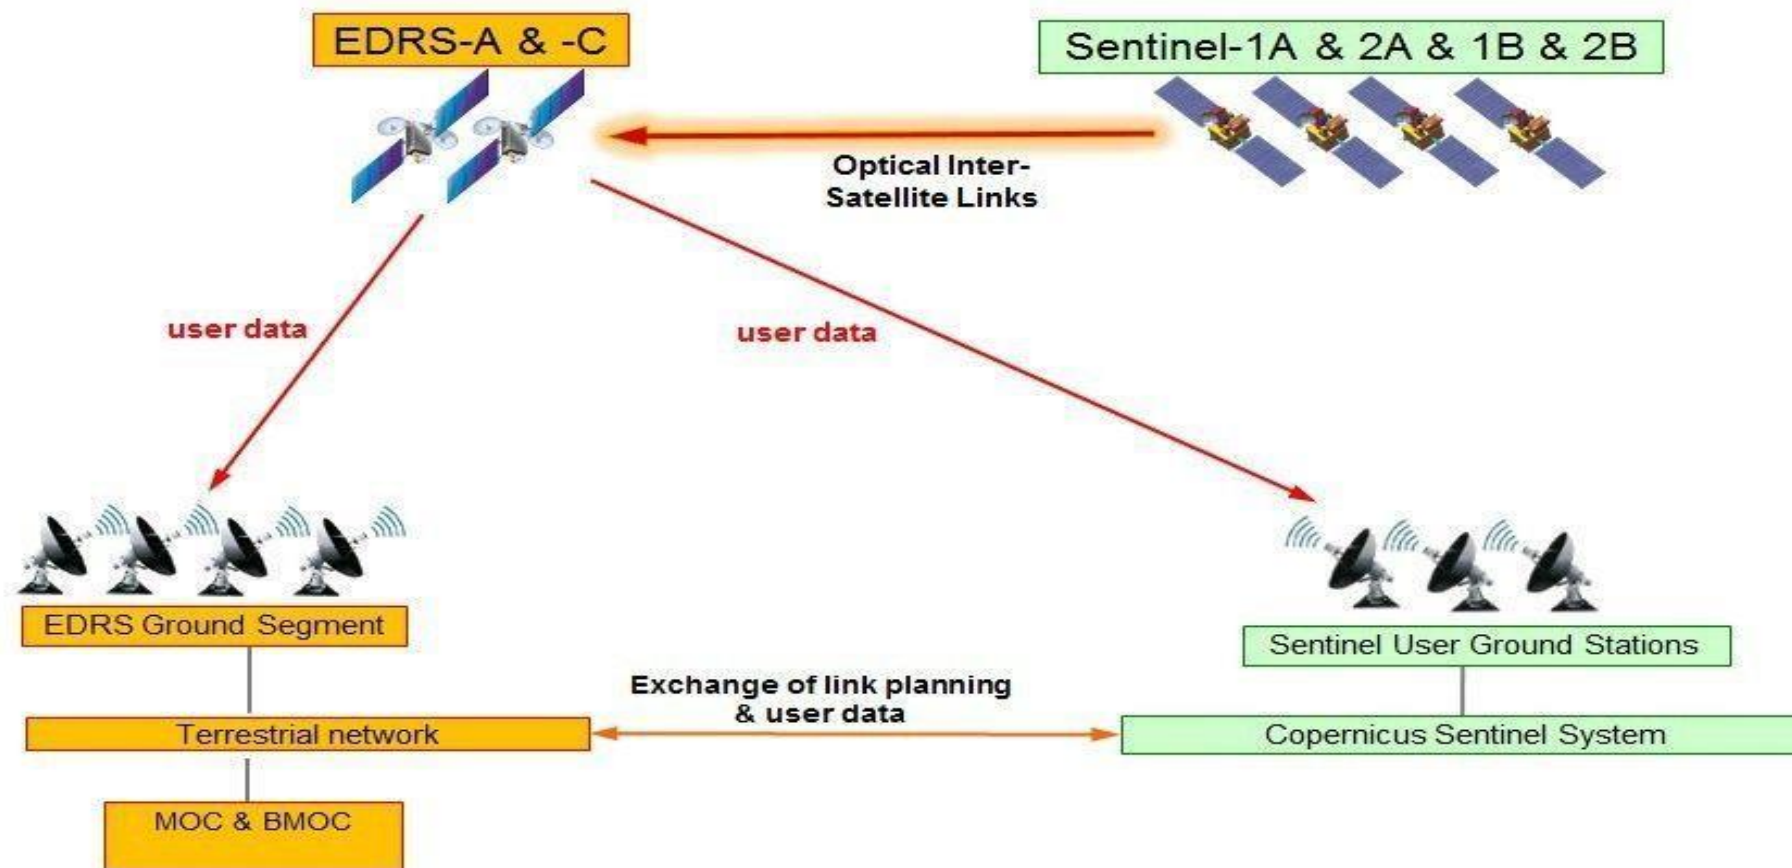 EDRS-A & -C
Sentinel-1A & 2A & 1B & 2B
Optical Inter-
Satellite Links
user data
user data
EDRS Ground Segment
Sentinel User Ground Stations
Exchange of link planning
& user data
Terrestrial network
Copernicus Sentinel System
MOC & BMOC